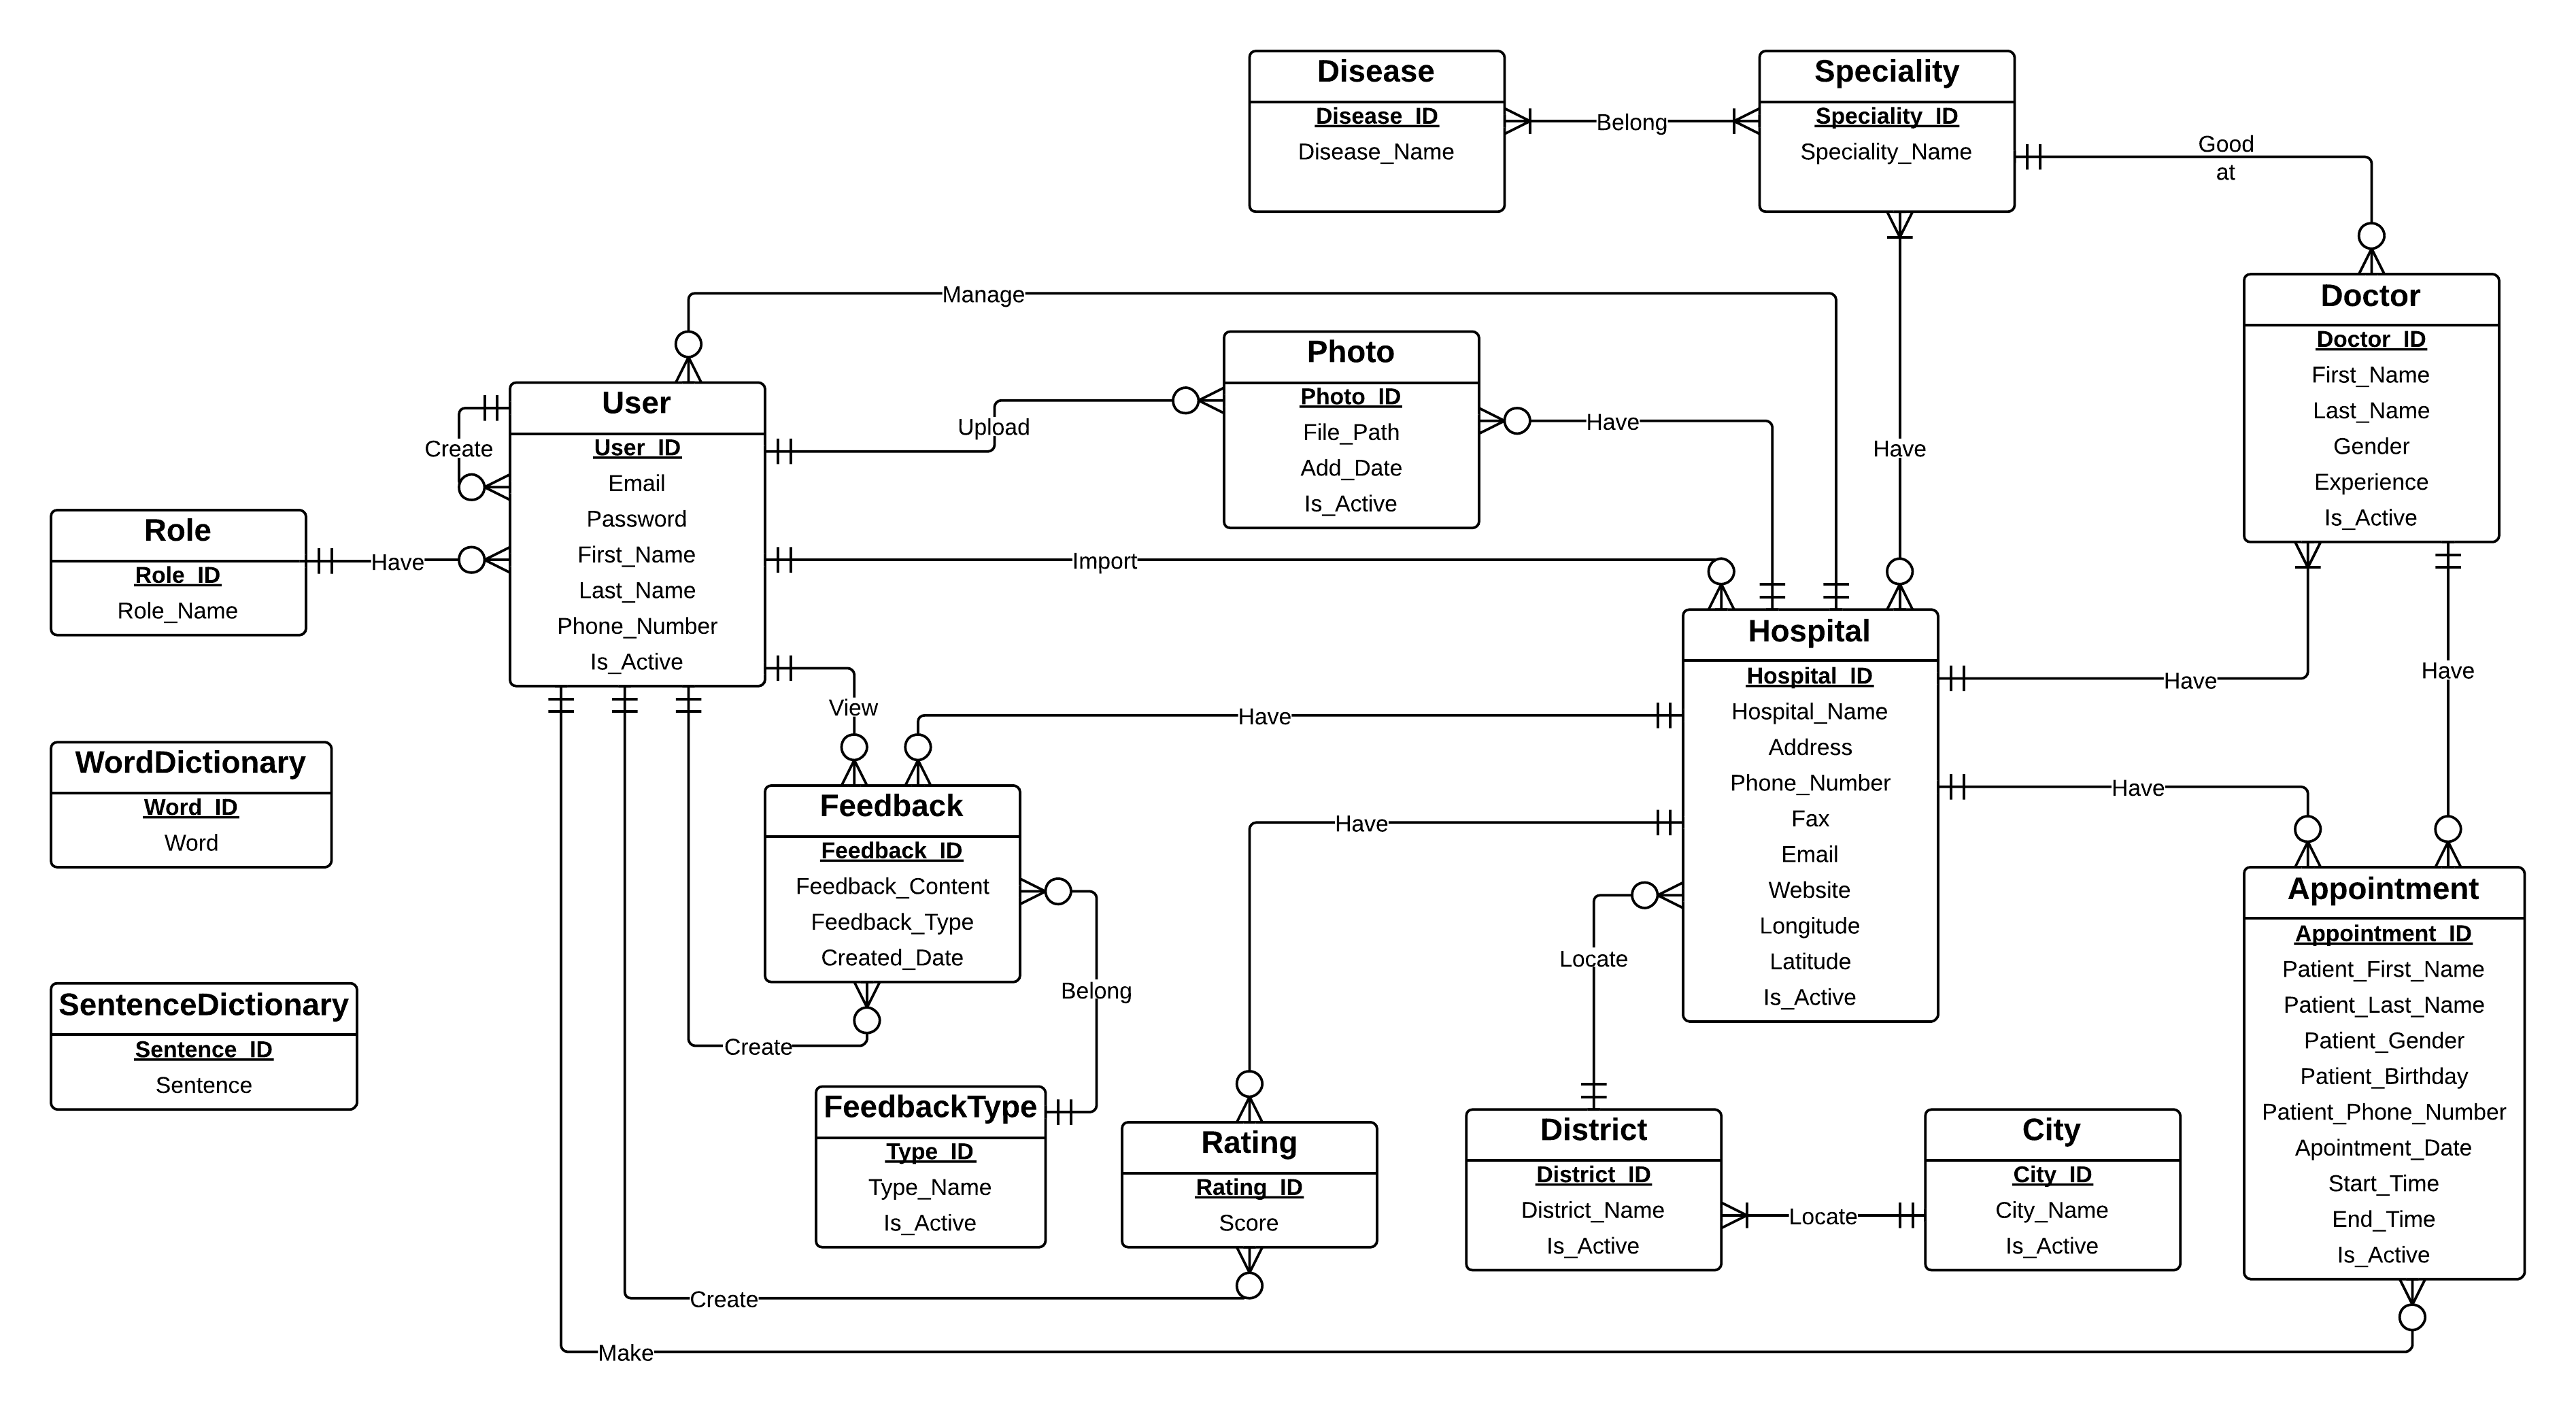 Disease
Disease_ID
Disease_Name
Belong
Speciality
Speciality_ID
Speciality_Name
Good
at
Doctor
Doctor_ID
First_Name
Last_Name
Gender
Experience
Is_Active
Manage
Photo
Photo_ID
File_Path
Add_Date
Is_Active
Have
Have
Upload
User
User_ID
Email
Password
First_Name
Last_Name
Phone_Number
Is_Active
Create
Role
Role_ID
Role_Name
Have
Import
Hospital
Hospital_ID
Hospital_Name
Address
Phone_Number
Fax
Email
Website
Longitude
Latitude
Is_Active
Have
Have
Have
View
Have
Have
WordDictionary
Word_ID
Word
Feedback
Feedback_ID
Feedback_Content
Feedback_Type
Created_Date
Belong
Create
Locate
Appointment
Appointment_ID
Patient_First_Name
Patient_Last_Name
Patient_Gender
Patient_Birthday
Patient_Phone_Number
Apointment_Date
Start_Time
End_Time
Is_Active
SentenceDictionary
Sentence_ID
Sentence
FeedbackType
Type_ID
Type_Name
Is_Active
Rating
Rating_ID
Score
District
District_ID
District_Name
Is_Active
Locate
City
City_ID
City_Name
Is_Active
Create
Make